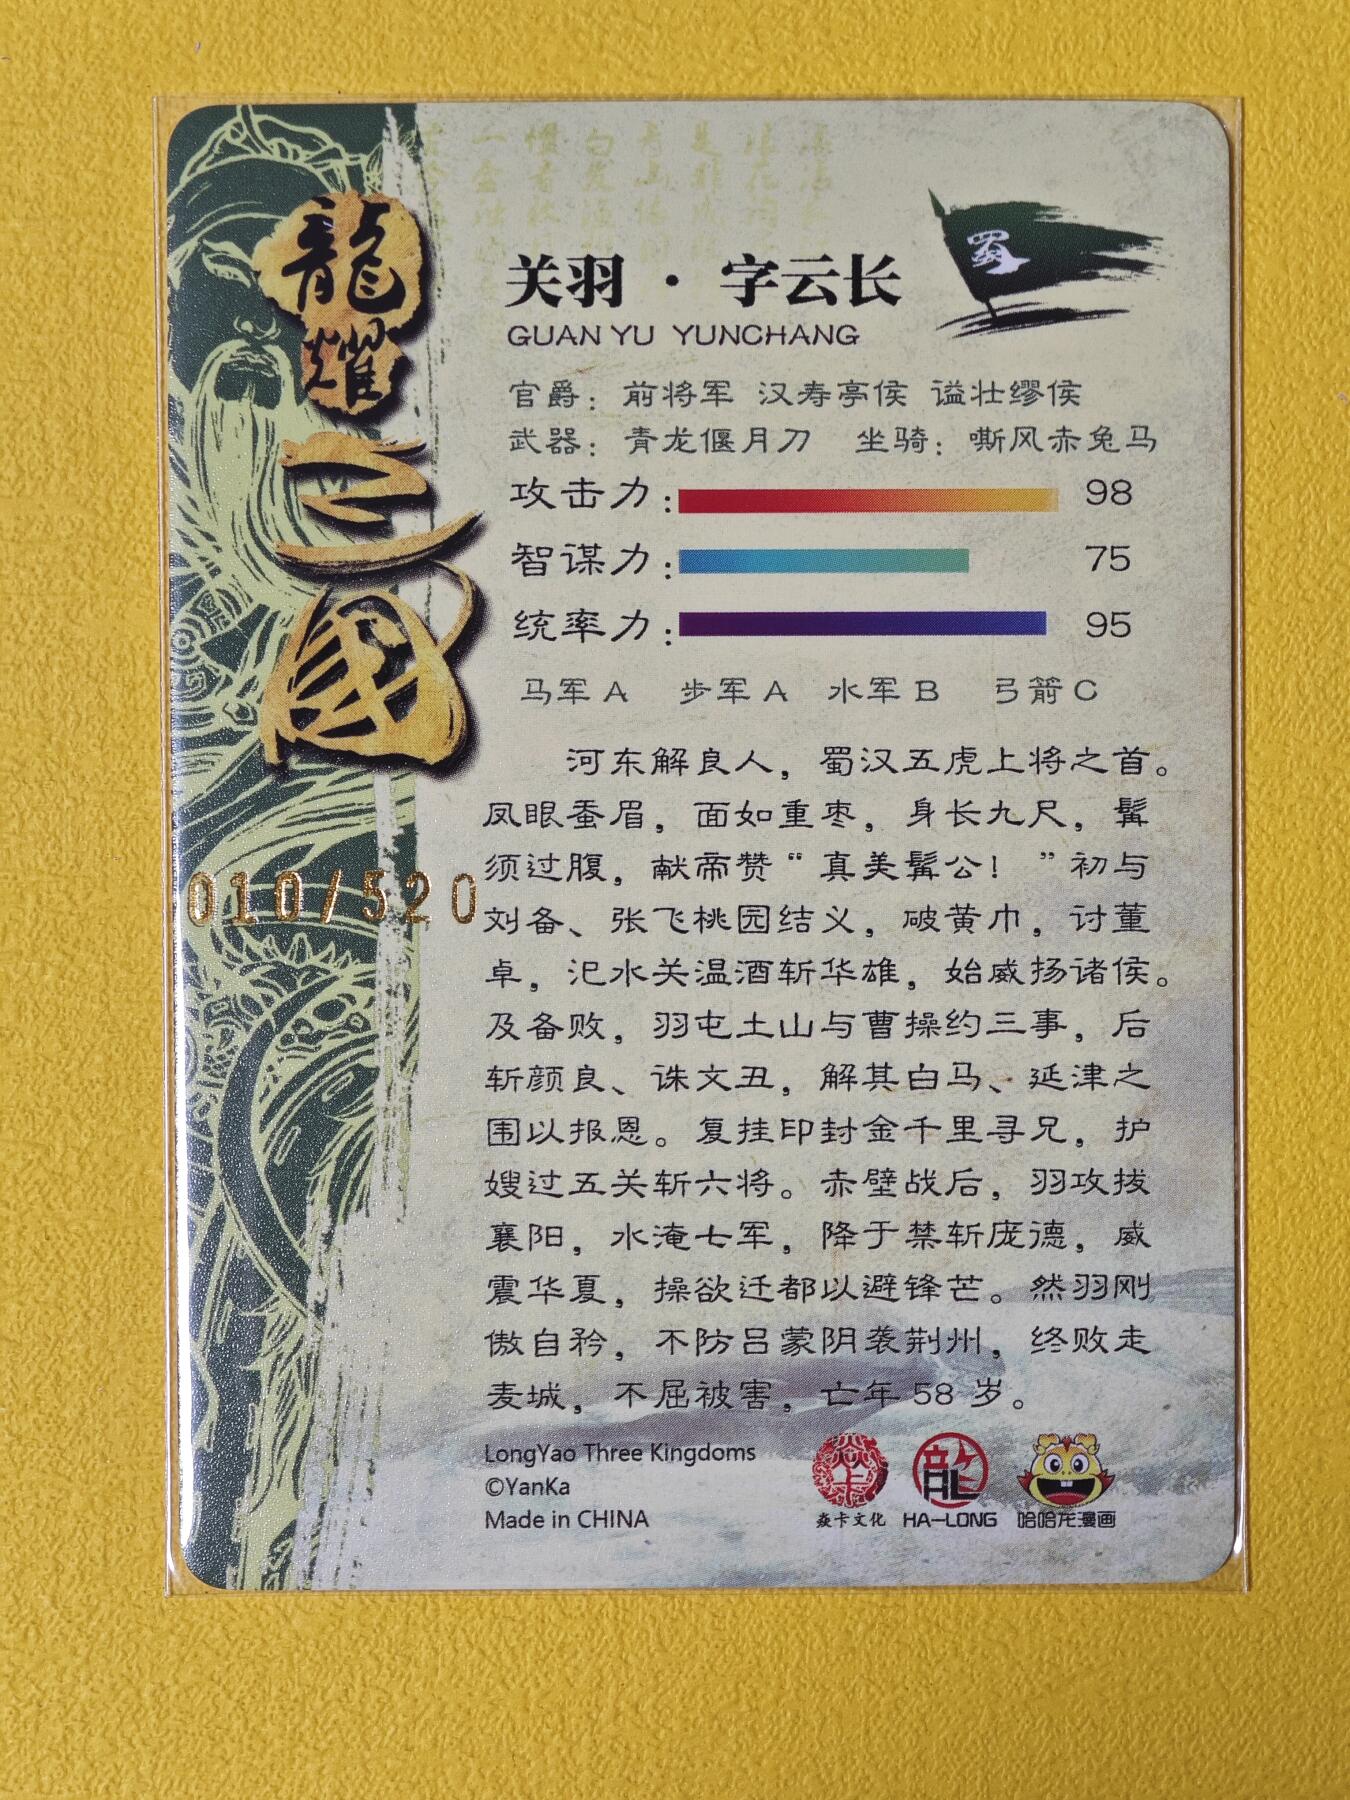 龍耀三國
蜀
关羽·字云长
GUAN YU YUNCHANG
官爵：前将军 汉寿亭侯 谥壮缪侯
武器：青龙偃月刀 坐骑：嘶风赤兔马
攻击力： 98
智谋力： 75
统率力： 95
马军A 步军A 水军B 弓箭C
河东解良人，蜀汉五虎上将之首。
凤眼蚕眉，面如重枣，身长九尺，髯
须过腹，献帝赞“真美髯公！”初与
刘备、张飞桃园结义，破黄巾，讨董
卓，汜水关温酒斩华雄，始威扬诸侯。
及备败，羽屯土山与曹操约三事，后
斩颜良、诛文丑，解其白马、延津之
围以报恩。复挂印封金千里寻兄，护
嫂过五关斩六将。赤壁战后，羽攻拔
襄阳，水淹七军，降于禁斩庞德，威
震华夏，操欲迁都以避锋芒。然羽刚
傲自矜，不防吕蒙阴袭荆州，终败走
麦城，不屈被害，亡年58岁。
010/520
LongYao Three Kingdoms
©YanKa
Made in CHINA
焱卡文化 HA-LONG 哈哈龙漫画